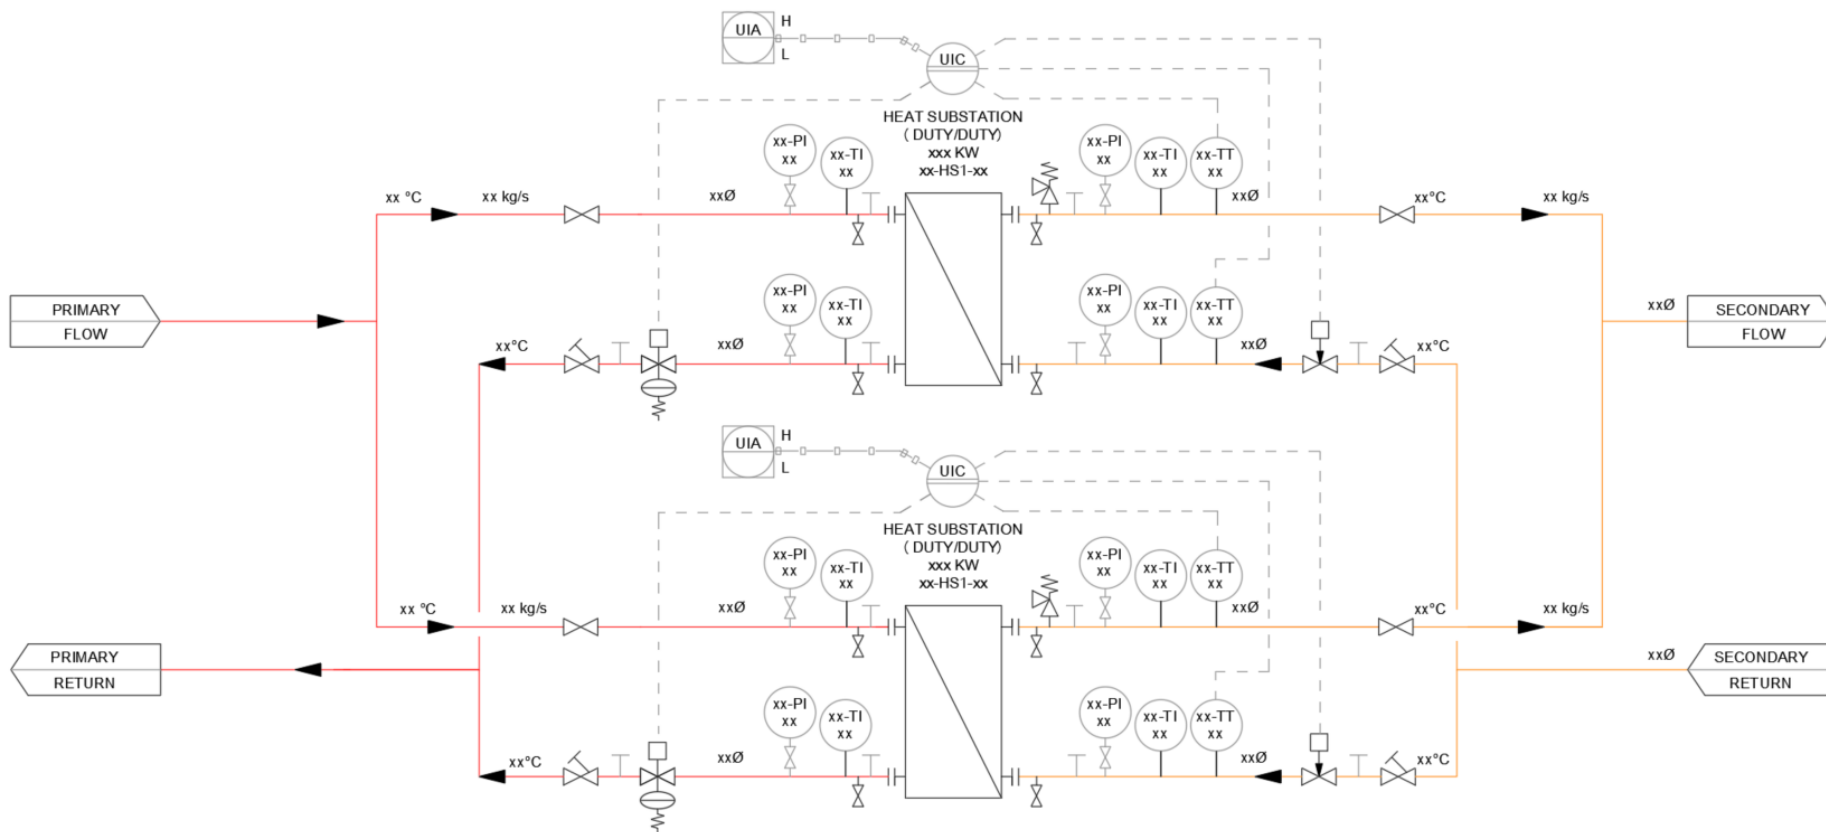 UIA
H
L
UIC
HEAT SUBSTATION
( DUTY/DUTY)
xxx KW
xx-HS1-xx
xx-PI
xx
xx-TI
xx
xx-PI
xx
xx-TI
xx
xx-TT
xx
xx °C
xx kg/s
xxØ
xxØ
xx°C
xx kg/s
xx-PI
xx
xx-TI
xx
xx-PI
xx
xx-TI
xx
xx-TT
xx
PRIMARY
FLOW
xxØ
SECONDARY
FLOW
xx°C
xxØ
xxØ
xx°C
UIA
H
L
UIC
HEAT SUBSTATION
( DUTY/DUTY)
xxx KW
xx-HS1-xx
xx-PI
xx
xx-TI
xx
xx-PI
xx
xx-TI
xx
xx-TT
xx
xx °C
xx kg/s
xxØ
xxØ
xx°C
xx kg/s
PRIMARY
RETURN
xxØ
SECONDARY
RETURN
xx-PI
xx
xx-TI
xx
xx-PI
xx
xx-TI
xx
xx-TT
xx
xx°C
xxØ
xxØ
xx°C